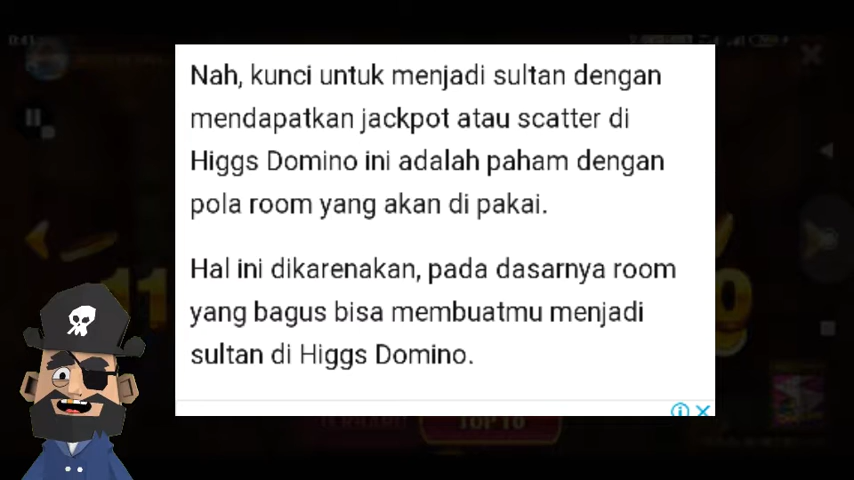 Nah, kunci untuk menjadi sultan dengan
mendapatkan jackpot atau scatter di
Higgs Domino ini adalah paham dengan
pola room yang akan di pakai.
Hal ini dikarenakan, pada dasarnya room
yang bagus bisa membuatmu menjadi
sultan di Higgs Domino.
TOP 10